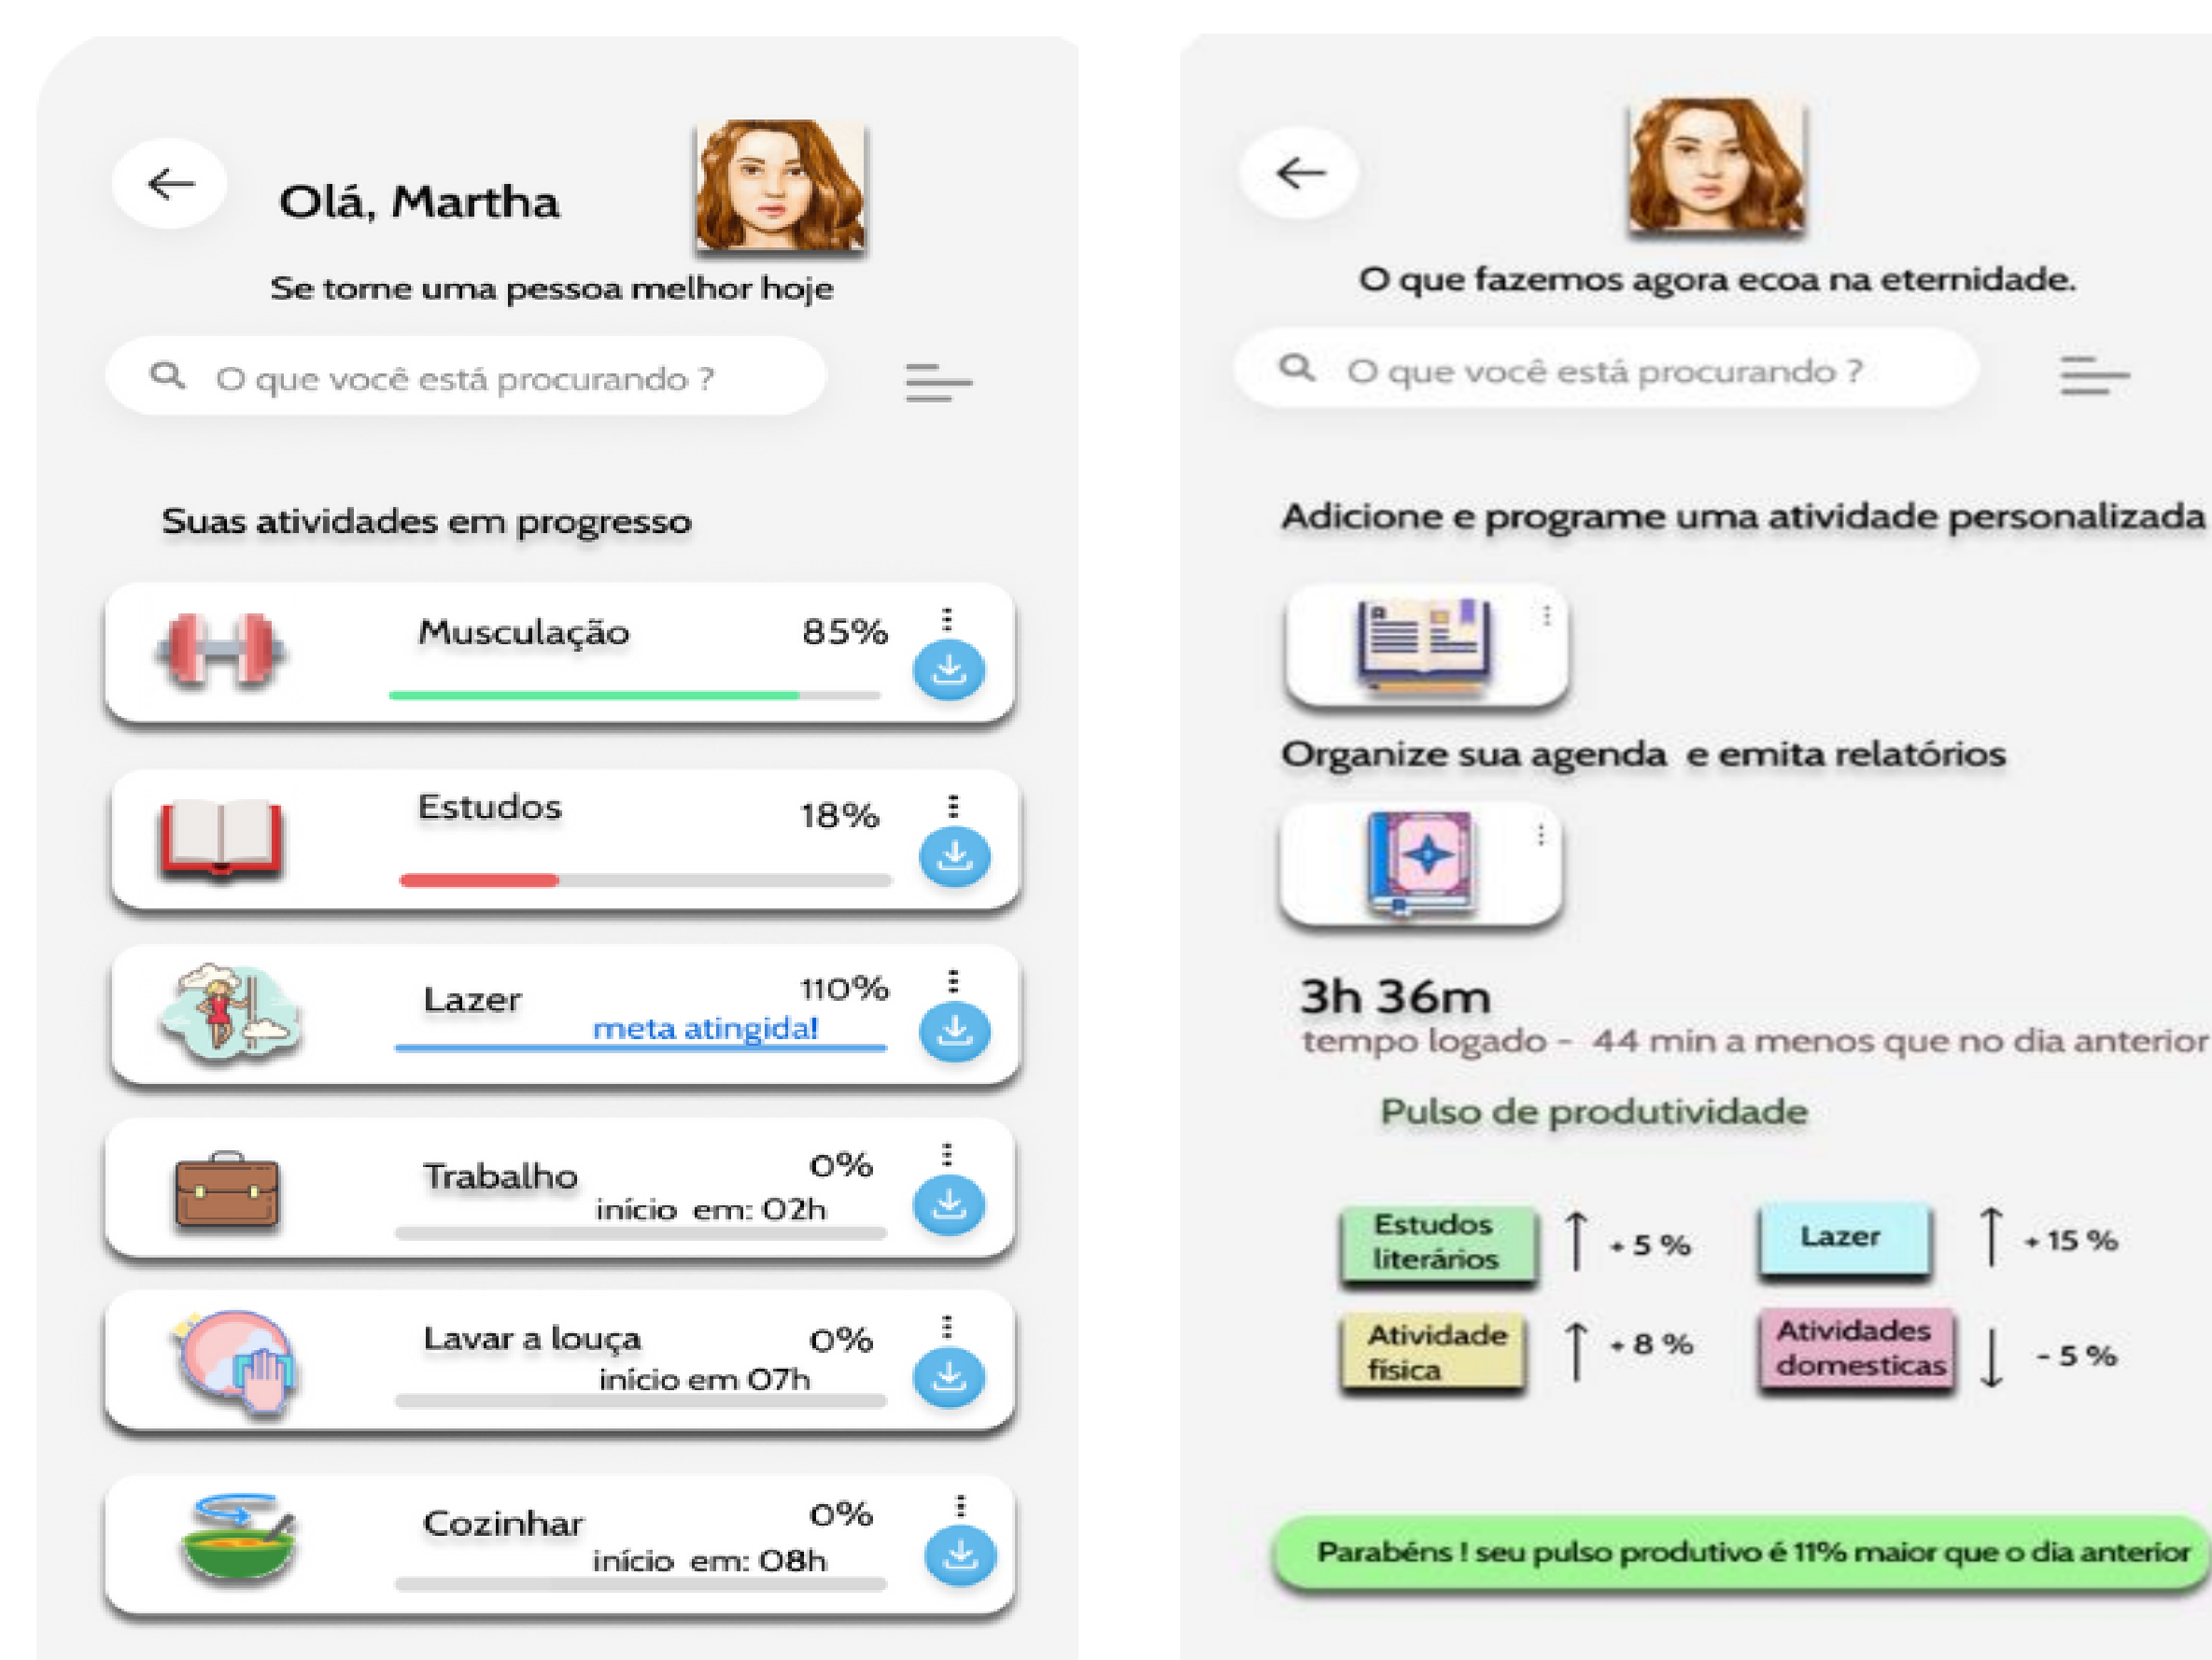 Olá, Martha
Se torne uma pessoa melhor hoje
O que você está procurando ?
Suas atividades em progresso
Musculação 85%
Estudos 18%
Lazer 110%
meta atingida!
Trabalho 0%
início em: 02h
Lavar a louça 0%
início em 07h
Cozinhar 0%
início em: 08h
O que fazemos agora ecoa na eternidade.
O que você está procurando ?
Adicione e programe uma atividade personalizada
Organize sua agenda e emita relatórios
3h 36m
tempo logado - 44 min a menos que no dia anterior
Pulso de produtividade
Estudos
literários
+ 5 %
Lazer
+ 15 %
Atividade
física
+ 8 %
Atividades
domesticas
- 5 %
Parabéns ! seu pulso produtivo é 11% maior que o dia anterior